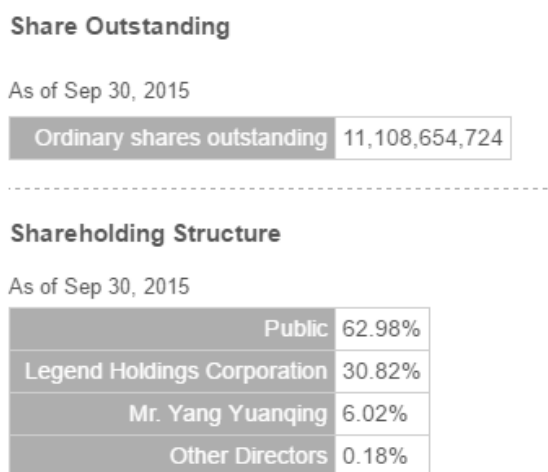 Share Outstanding
As of Sep 30, 2015
Ordinary shares outstanding 11,108,654,724
Shareholding Structure
As of Sep 30, 2015
Public 62.98%
Legend Holdings Corporation 30.82%
Mr. Yang Yuanqing 6.02%
Other Directors 0.18%